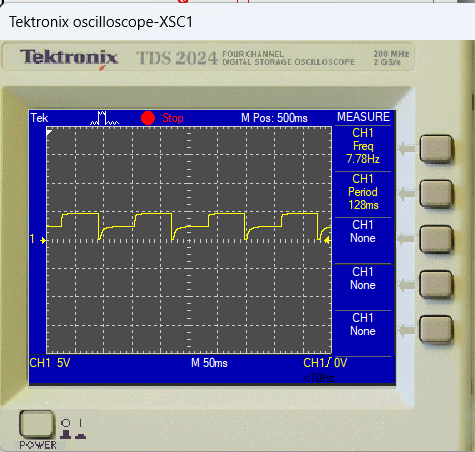 Tektronix oscilloscope-XSC1
Tektronix TDS 2024 FOUR CHANNEL DIGITAL STORAGE OSCILLOSCOPE 200 MHz 2 GS/s
Tek Stop M Pos: 500ms MEASURE
CH1
Freq
7.78Hz
CH1
Period
128ms
CH1
None
CH1
None
CH1
None
1
CH1 5V M 50ms CH1 0V
<10Hz
O I
POWER